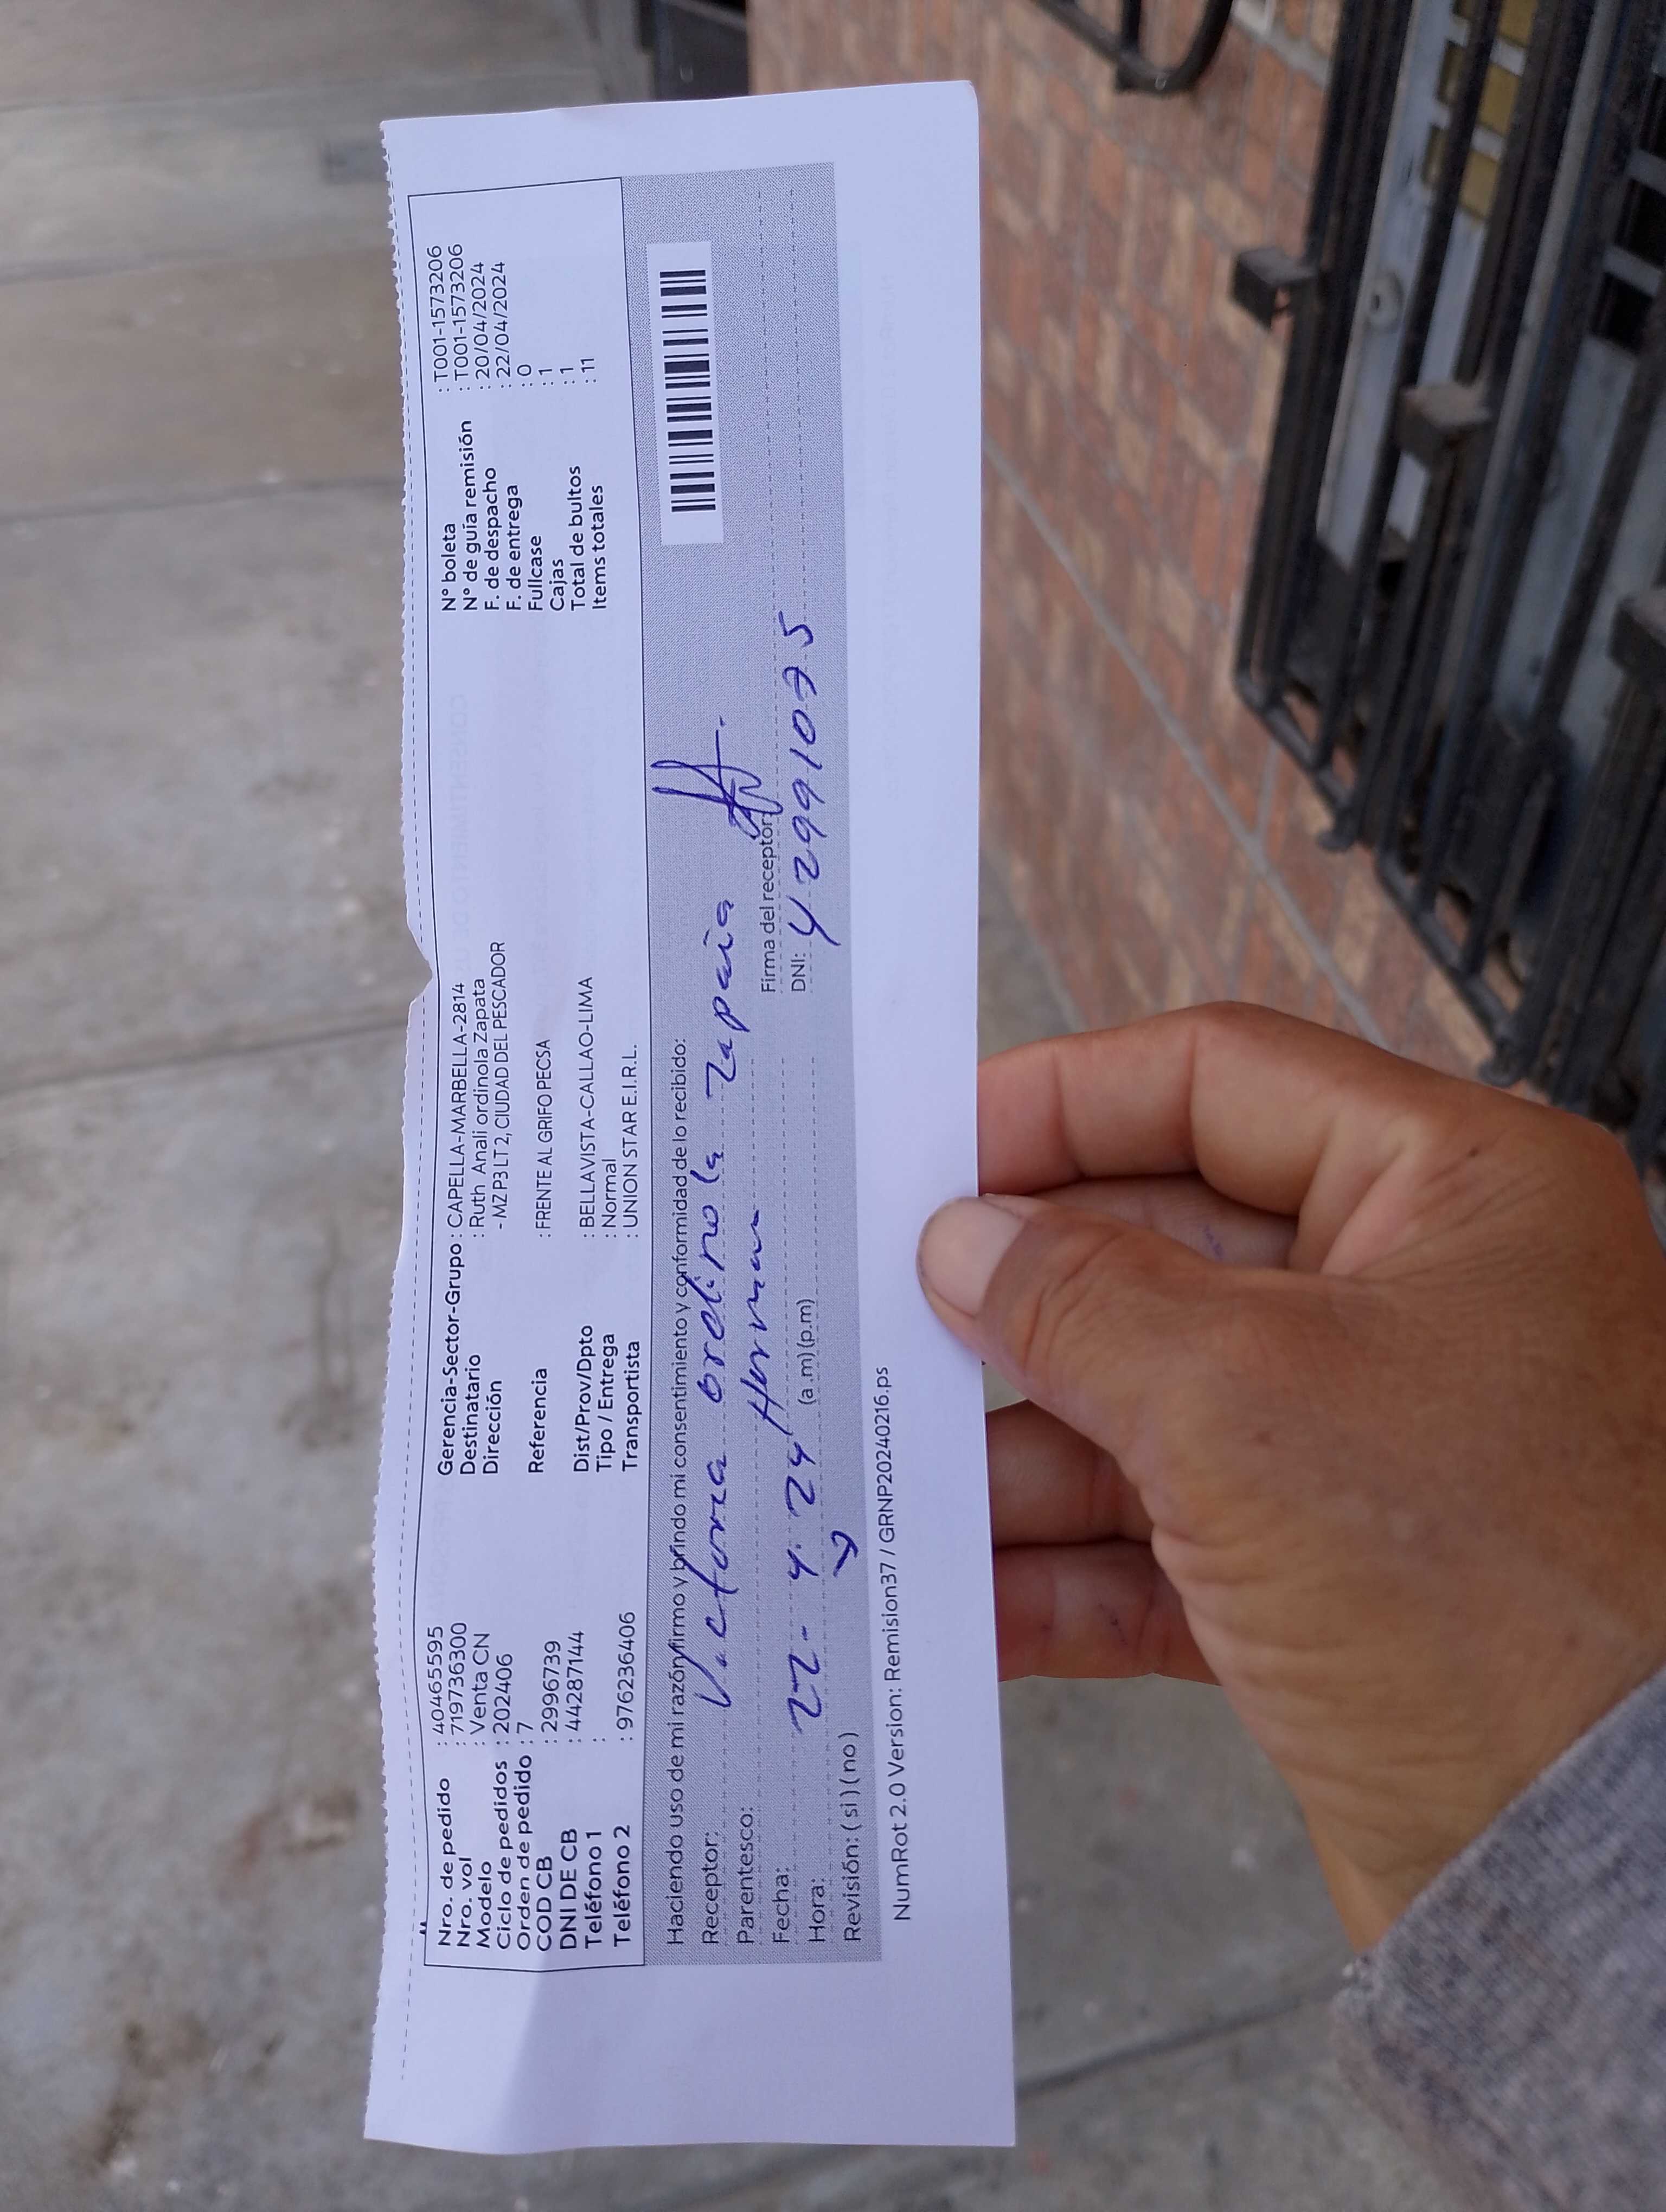 Nro. de pedido : 40465595
Nro. vol : 719736300
Modelo : Venta CN
Ciclo de pedidos : 202406
Orden de pedido : 7
COD CB : 2996739
DNI DE CB : 44287144
Teléfono 1 :
Teléfono 2 : 976236406
Gerencia-Sector-Grupo : CAPELLA-MARBELLA-2814
Destinatario : Ruth Anali ordinola Zapata
Dirección - MZ P3 LT 2, CIUDAD DEL PESCADOR
Referencia : FRENTE AL GRIFO PECSA
Dist/Prov/Dpto : BELLAVISTA-CALLAO-LIMA
Tipo / Entrega : Normal
Transportista : UNION STAR E.I.R.L.
N° boleta : T001-1573206
N° de guía remisión : T001-1573206
F. de despacho : 20/04/2024
F. de entrega : 22/04/2024
Fullcase : 0
Cajas : 1
Total de bultos : 1
Items totales : 11
Haciendo uso de mi razón firmo y brindo mi consentimiento y conformidad de lo recibido:
Receptor: Victoria ordinola Zapata
Parentesco:
Firma del receptor:
Fecha: 22- 4. 24
DNI: 42991075
Hora: (a.m) (p.m)
Revisión: ( si ) ( no )
NumRot 2.0 Version: Remision37 / GRNP20240216.ps